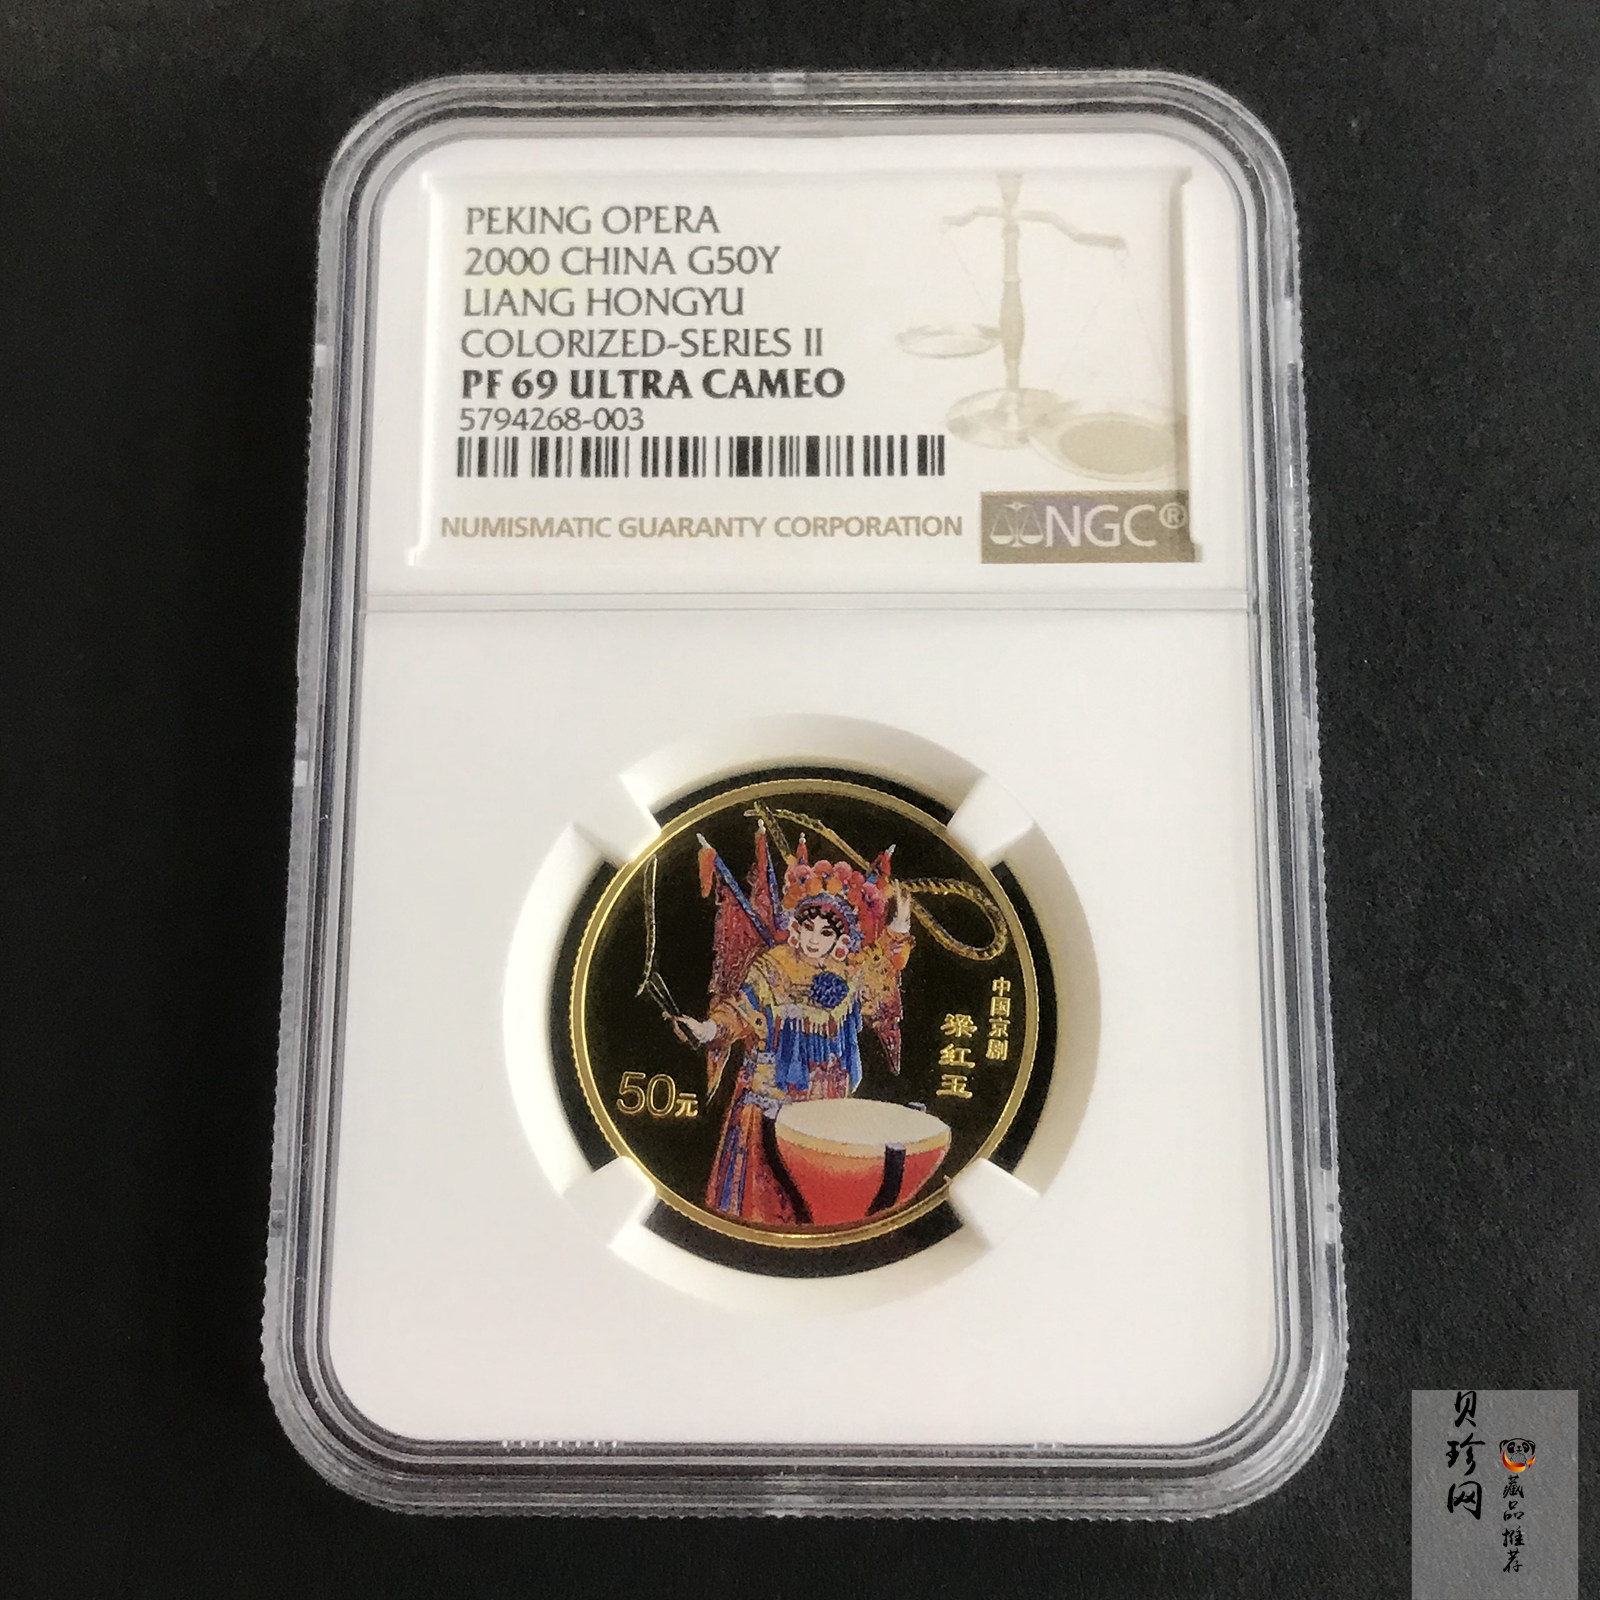 PEKING OPERA
2000 CHINA G50Y
LIANG HONGYU
COLORIZED-SERIES II
PF 69 ULTRA CAMEO
5794268-003
NUMISMATIC GUARANTY CORPORATION
NGC®
中国京剧
梁红玉
50元
贝珍网
藏品推荐